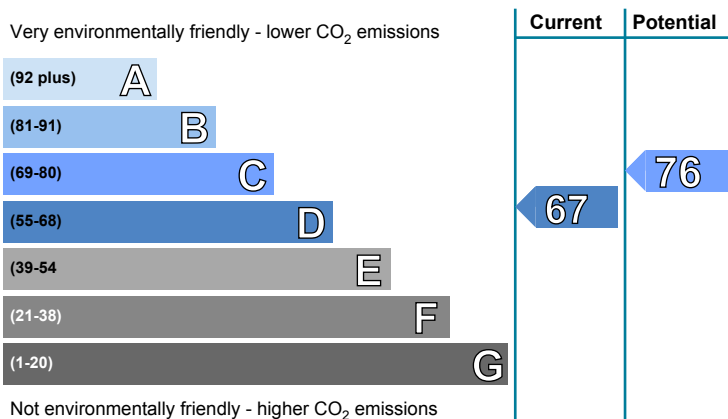 Current Potential
Very environmentally friendly - lower CO2 emissions
(92 plus) A
(81-91) B
(69-80) C
76
(55-68) D
67
(39-54 E
(21-38) F
(1-20) G
Not environmentally friendly - higher CO2 emissions